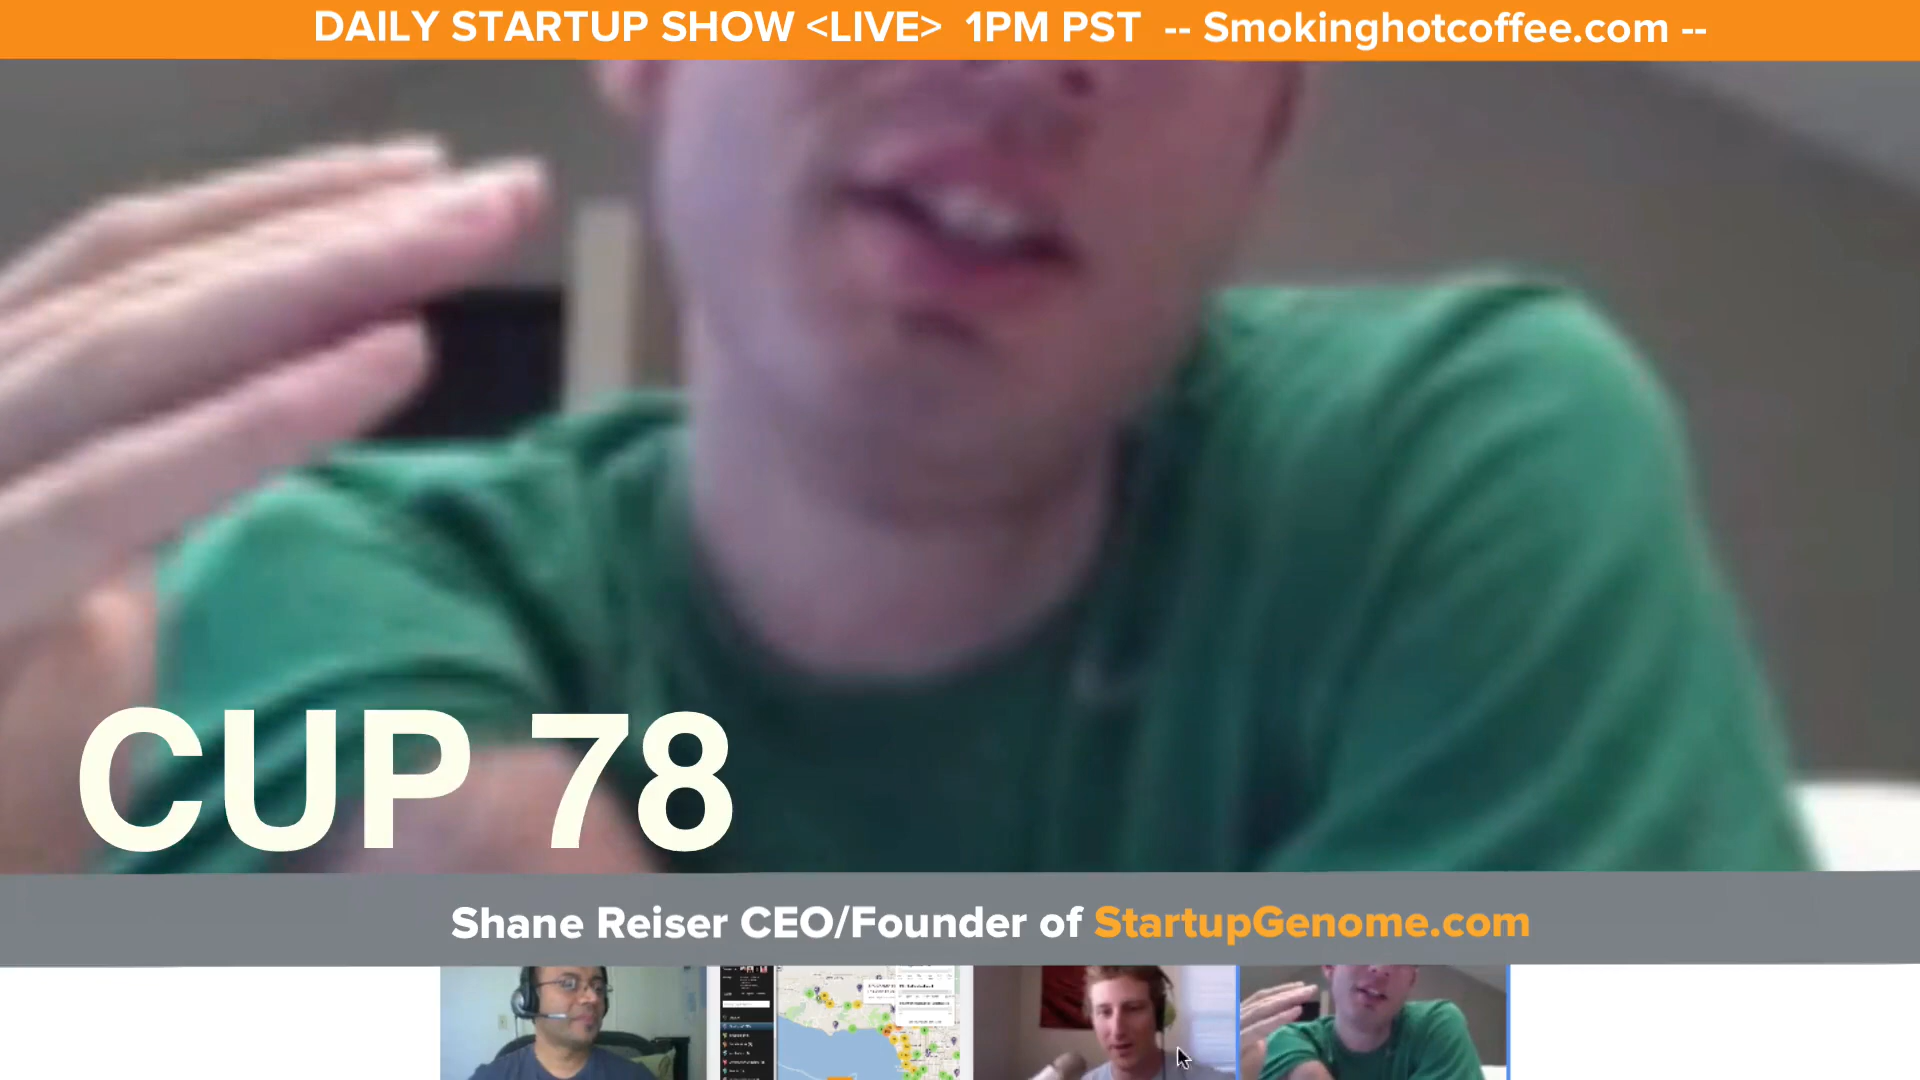 DAILY STARTUP SHOW <LIVE> 1PM PST -- Smokinghotcoffee.com --
CUP 78
Shane Reiser CEO/Founder of StartupGenome.com